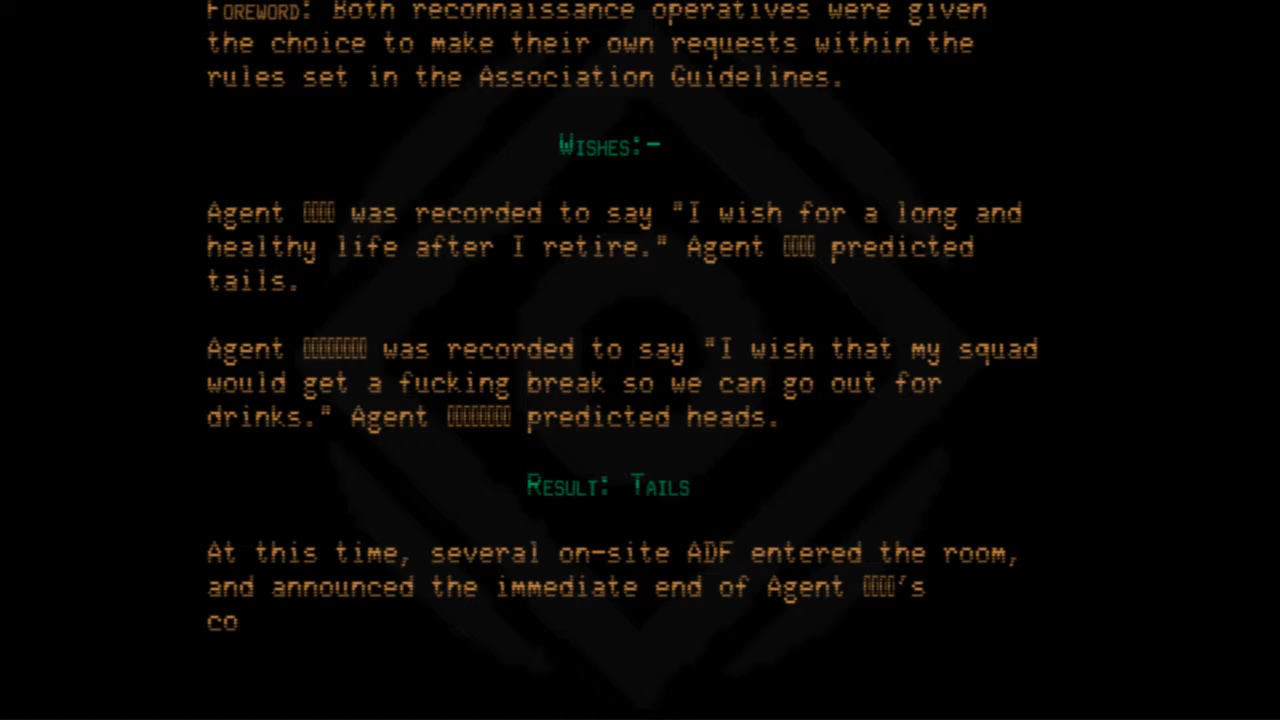 Foreword: Both reconnaissance operatives were given
the choice to make their own requests within the
rules set in the Association Guidelines.
Wishes:-
Agent ▯▯▯▯ was recorded to say "I wish for a long and
healthy life after I retire." Agent ▯▯▯▯ predicted
tails.
Agent ▯▯▯▯▯▯▯▯ was recorded to say "I wish that my squad
would get a fucking break so we can go out for
drinks." Agent ▯▯▯▯▯▯▯▯ predicted heads.
Result: Tails
At this time, several on-site ADF entered the room,
and announced the immediate end of Agent ▯▯▯▯'s
co